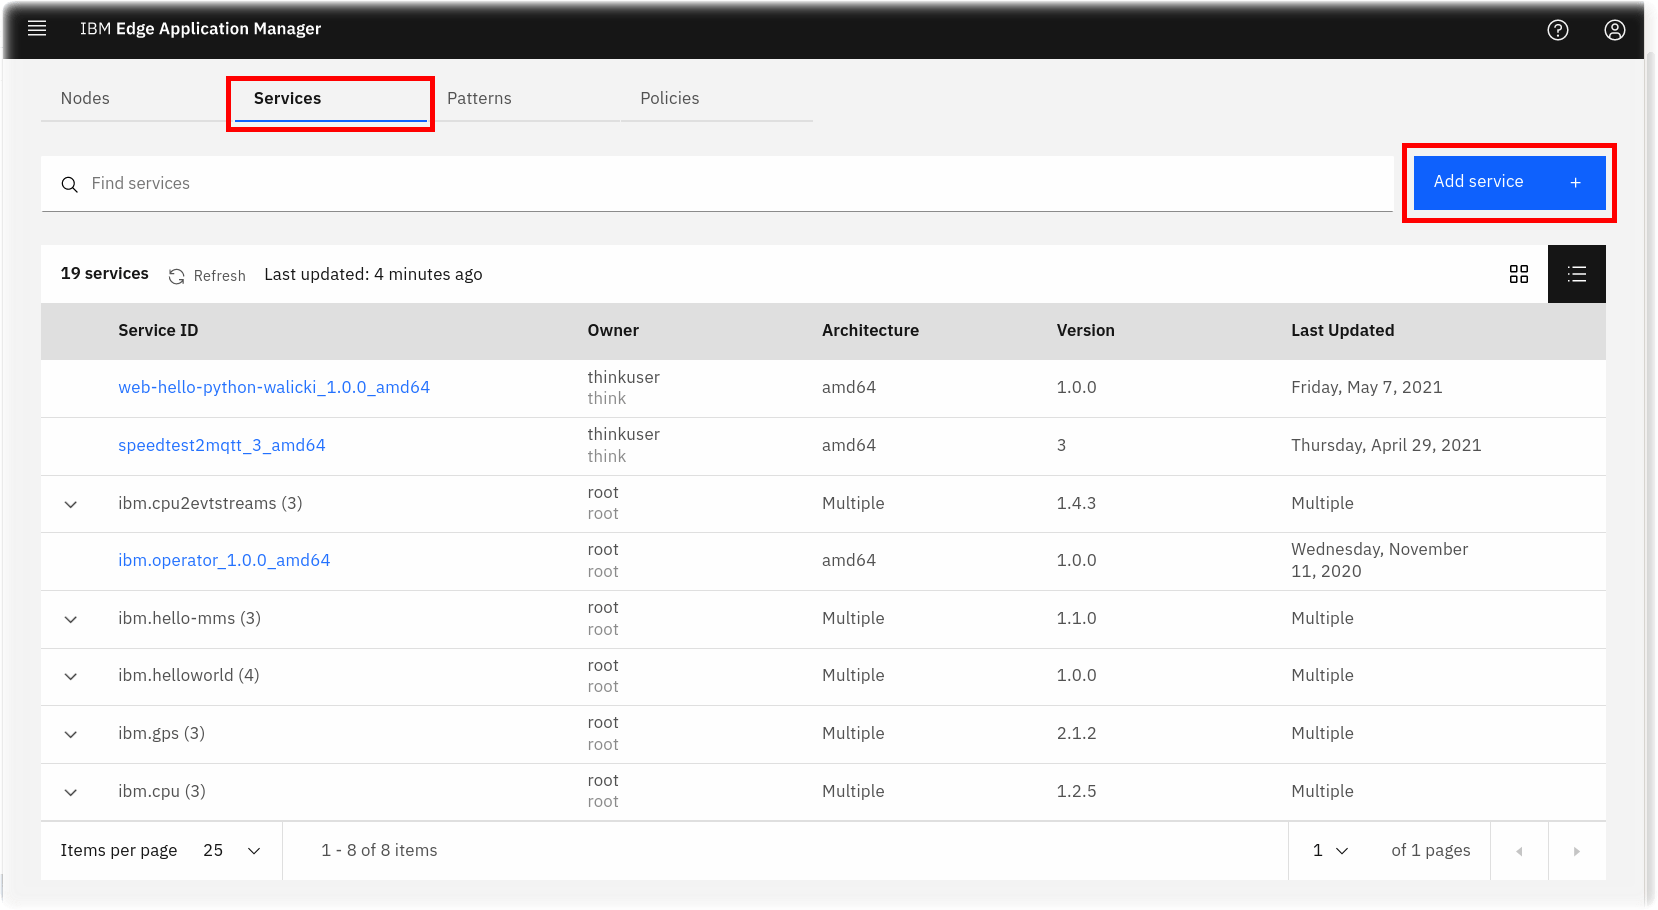 IBM Edge Application Manager
Nodes Services Patterns Policies
Find services
Add service +
19 services Refresh Last updated: 4 minutes ago
Service ID Owner Architecture Version Last Updated
web-hello-python-walicki_1.0.0_amd64 thinkuser amd64 1.0.0 Friday, May 7, 2021
think
speedtest2mqtt_3_amd64 thinkuser amd64 3 Thursday, April 29, 2021
think
ibm.cpu2evtstreams (3) root Multiple 1.4.3 Multiple
root
ibm.operator_1.0.0_amd64 root amd64 1.0.0 Wednesday, November
root 11, 2020
ibm.hello-mms (3) root Multiple 1.1.0 Multiple
root
ibm.helloworld (4) root Multiple 1.0.0 Multiple
root
ibm.gps (3) root Multiple 2.1.2 Multiple
root
ibm.cpu (3) root Multiple 1.2.5 Multiple
root
Items per page 25 1 - 8 of 8 items 1 of 1 pages